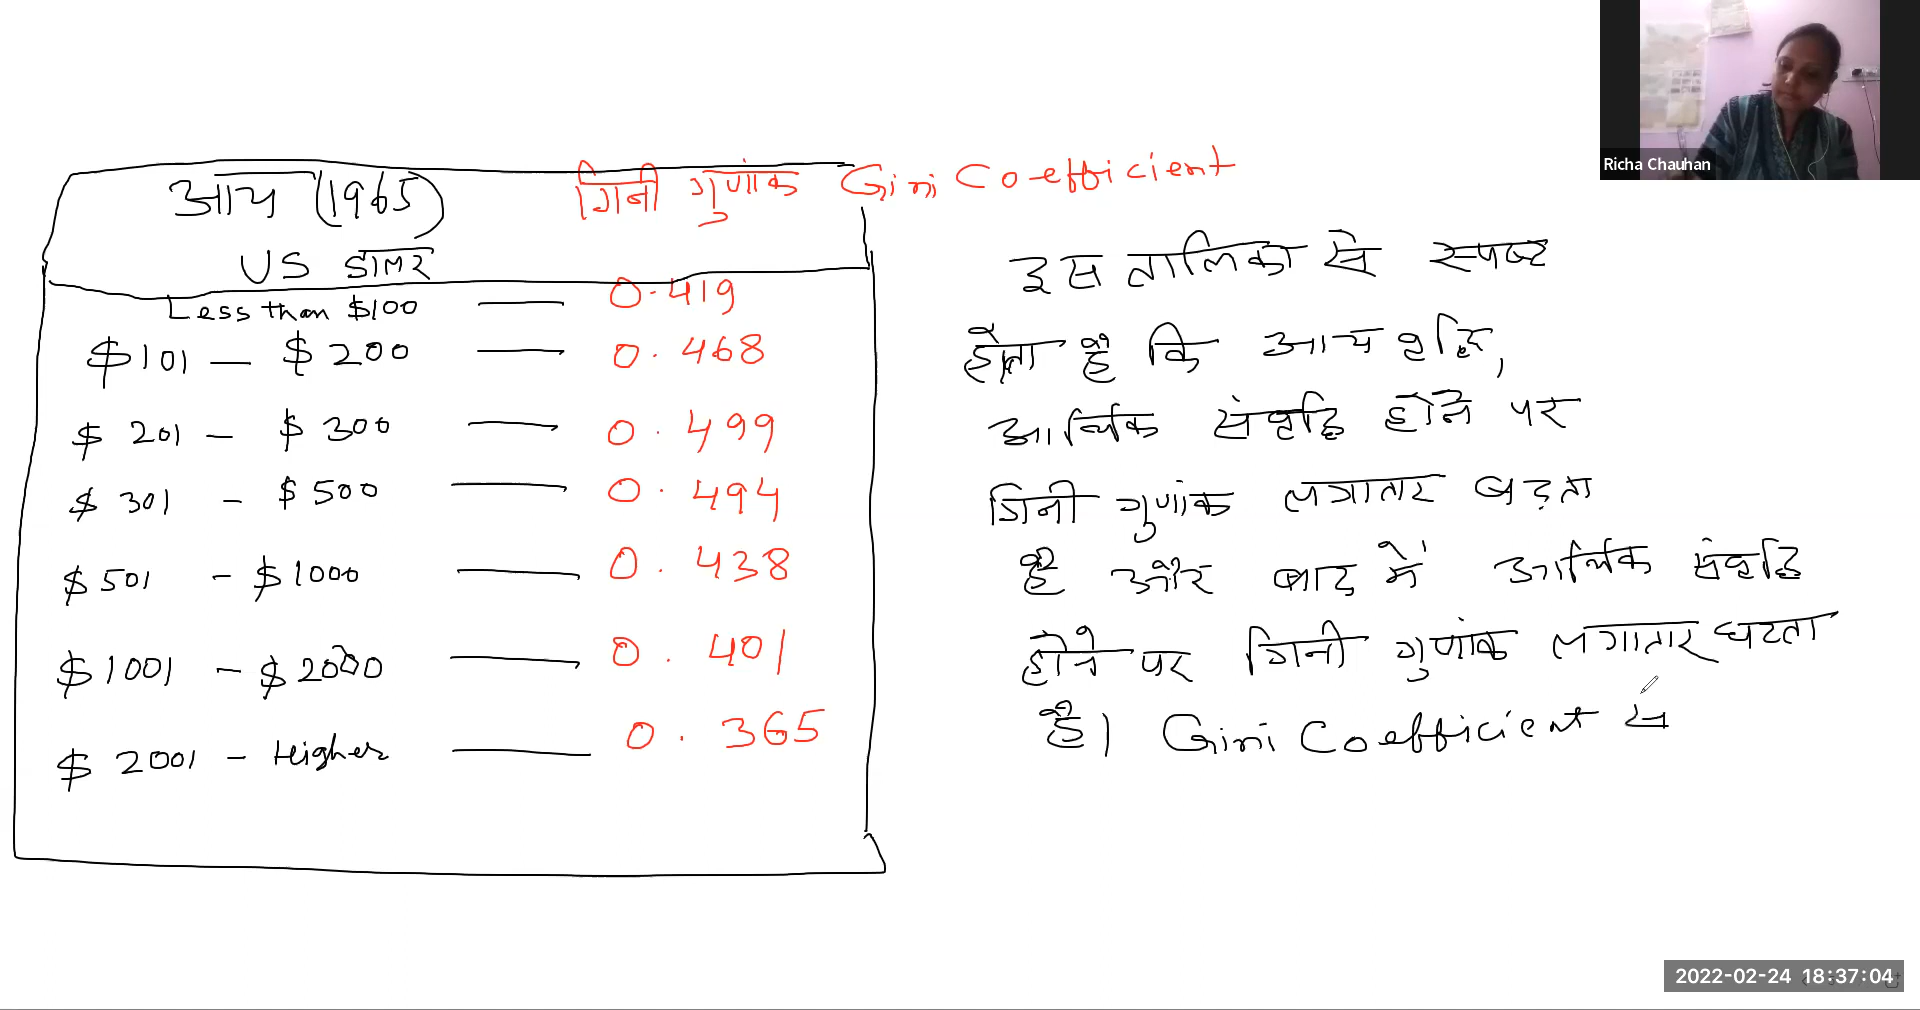 Richa Chauhan
आय (1965) गिनी गुणांक Gini Coefficient
US डालर
Less than $100 — 0.419
$101 – $200 — 0.468
$201 – $300 — 0.499
$301 - $500 — 0.494
$501 - $1000 — 0.438
$1001 - $2000 — 0.401
$2001 – Higher — 0.365
इस तालिका से स्पष्ट
होता है कि आय वृद्धि,
आर्थिक संवृद्धि होने पर
गिनी गुणांक लगातार बढ़ता
है और बाद में आर्थिक संवृद्धि
होने पर गिनी गुणांक लगातार घटता
है। Gini Coefficient
2022-02-24 18:37:04